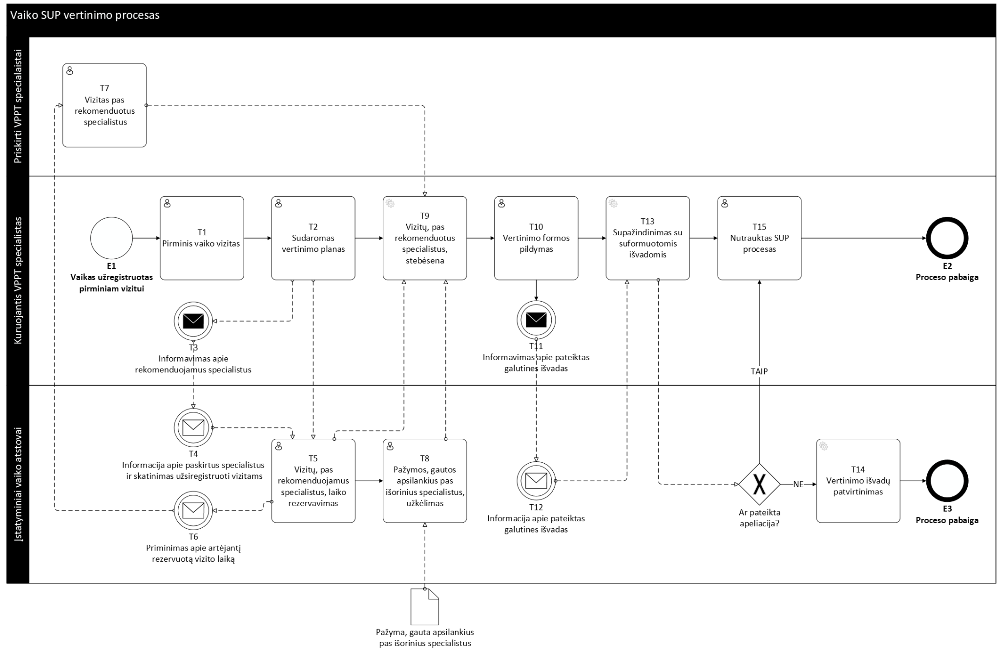 Vaiko SUP vertinimo procesas
Priskirti VPPT specialaistai
T7
Vizitas pas
rekomenduotus
specialistus
Kuruojantis VPPT specialistas
E1
Vaikas užregistruotas
pirminiam vizitui
T1
Pirminis vaiko vizitas
T2
Sudaromas
vertinimo planas
T9
Vizitų, pas
rekomenduotus
specialistus,
stebėsena
T10
Vertinimo formos
pildymas
T13
Supažindinimas su
suformuotomis
išvadomis
T15
Nutrauktas SUP
procesas
E2
Proceso pabaiga
T3
Informavimas apie
rekomenduojamus specialistus
T11
Informavimas apie pateiktas
galutines išvadas
TAIP
Įstatyminiai vaiko atstovai
T4
Informacija apie paskirtus specialistus
ir skatinimas užsiregistruoti vizitams
T6
Priminimas apie artėjantį
rezervuotą vizito laiką
T5
Vizitų, pas
rekomenduojamus
specialistus, laiko
rezervavimas
T8
Pažymos, gautos
apsilankius pas
išorinius specialistus,
užkėlimas
T12
Informacija apie pateiktas
galutines išvadas
X
NE
Ar pateikta
apeliacija?
T14
Vertinimo išvadų
patvirtinimas
E3
Proceso pabaiga
Pažyma, gauta apsilankius
pas išorinius specialistus